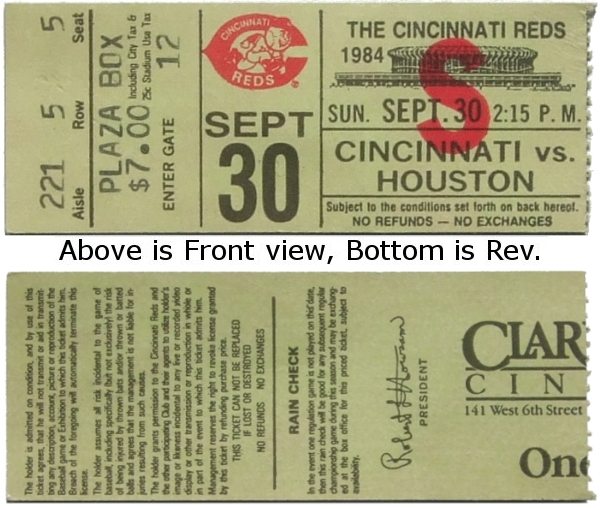 221 5 5
Aisle Row Seat
PLAZA BOX
$7.00 Including City Tax &
25¢ Stadium Use Tax
ENTER GATE 12
CINCINNATI
REDS
SEPT
30
THE CINCINNATI REDS
1984
S
SUN. SEPT. 30 2:15 P. M.
CINCINNATI vs.
HOUSTON
Subject to the conditions set forth on back hereof.
NO REFUNDS — NO EXCHANGES
Above is Front view, Bottom is Rev.
The holder is admitted on condition, and by use of this
ticket agrees, that he will not transmit or aid in transmit-
ting any description, account, picture or reproduction of the
Baseball game or Exhibition to which this ticket admits him.
Breach of the foregoing will automatically terminate this
license.
The holder assumes all risk incidental to the game of
baseball, including specifically (but not exclusively) the risk
of being injured by thrown bats and/or thrown or batted
balls and agrees that the management is not liable for in-
juries resulting from such causes.
The holder grants permission to the Cincinnati Reds and
the other participating Club and their agents to utilize holder's
image or likeness incidental to any live or recorded video
display or other transmission or reproduction in whole or
in part of the event to which this ticket admits him.
Management reserves the right to revoke license granted
by this ticket by refunding purchase price.
THIS TICKET CAN NOT BE REPLACED
IF LOST OR DESTROYED
NO REFUNDS NO EXCHANGES
RAIN CHECK
In the event one regulation game is not played on this date,
then this rain check will be good for any subsequent regular
championship game during this season and may be exchang-
ed at the box office for this priced ticket, subject to
availability.
Robert L Howsam
PRESIDENT
CLAR
CIN
141 West 6th Street
One